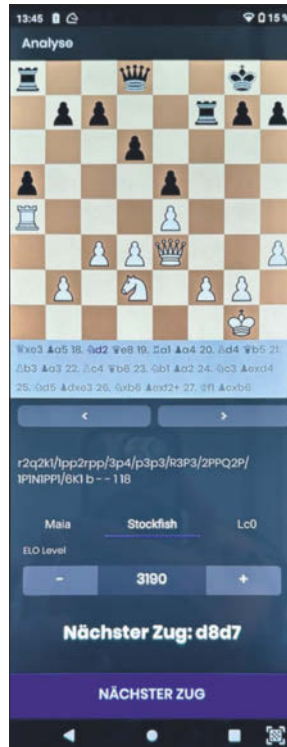 13:45 15%
Analyse
♛xe3 ♟a5 18. ♘d2 ♛e8 19. ♖a1 ♟a4 20. ♙d4 ♛b5 21.
♙b3 ♟a3 22. ♙c4 ♛b6 23. ♘b1 ♟a2 24. ♘c3 ♟exd4
25. ♘d5 ♟dxe3 26. ♘xb6 ♟exf2+ 27. ♔f1 ♟cxb6
<
>
r2q2k1/1pp2rpp/3p4/p3p3/R3P3/2PPQ2P/
1P1N1PP1/6K1 b - - 1 18
Maia Stockfish Lc0
ELO Level
- 3190 +
Nächster Zug: d8d7
NÄCHSTER ZUG